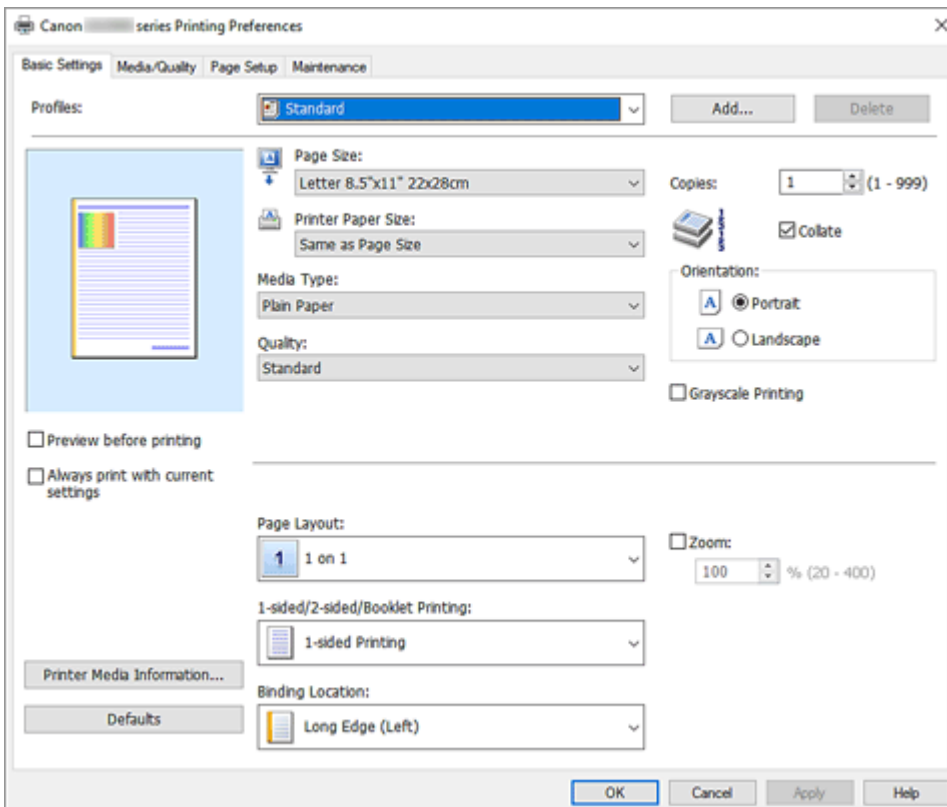 Canon series Printing Preferences
Basic Settings Media/Quality Page Setup Maintenance
Profiles: Standard Add... Delete
Page Size:
Letter 8.5"x11" 22x28cm
Copies: 1 (1 - 999)
Printer Paper Size:
Same as Page Size
Collate
Media Type:
Plain Paper
Orientation:
A Portrait
A Landscape
Quality:
Standard
Grayscale Printing
Preview before printing
Always print with current
settings
Page Layout:
1 1 on 1
Zoom:
100 % (20 - 400)
1-sided/2-sided/Booklet Printing:
1-sided Printing
Printer Media Information...
Binding Location:
Defaults
Long Edge (Left)
OK Cancel Apply Help